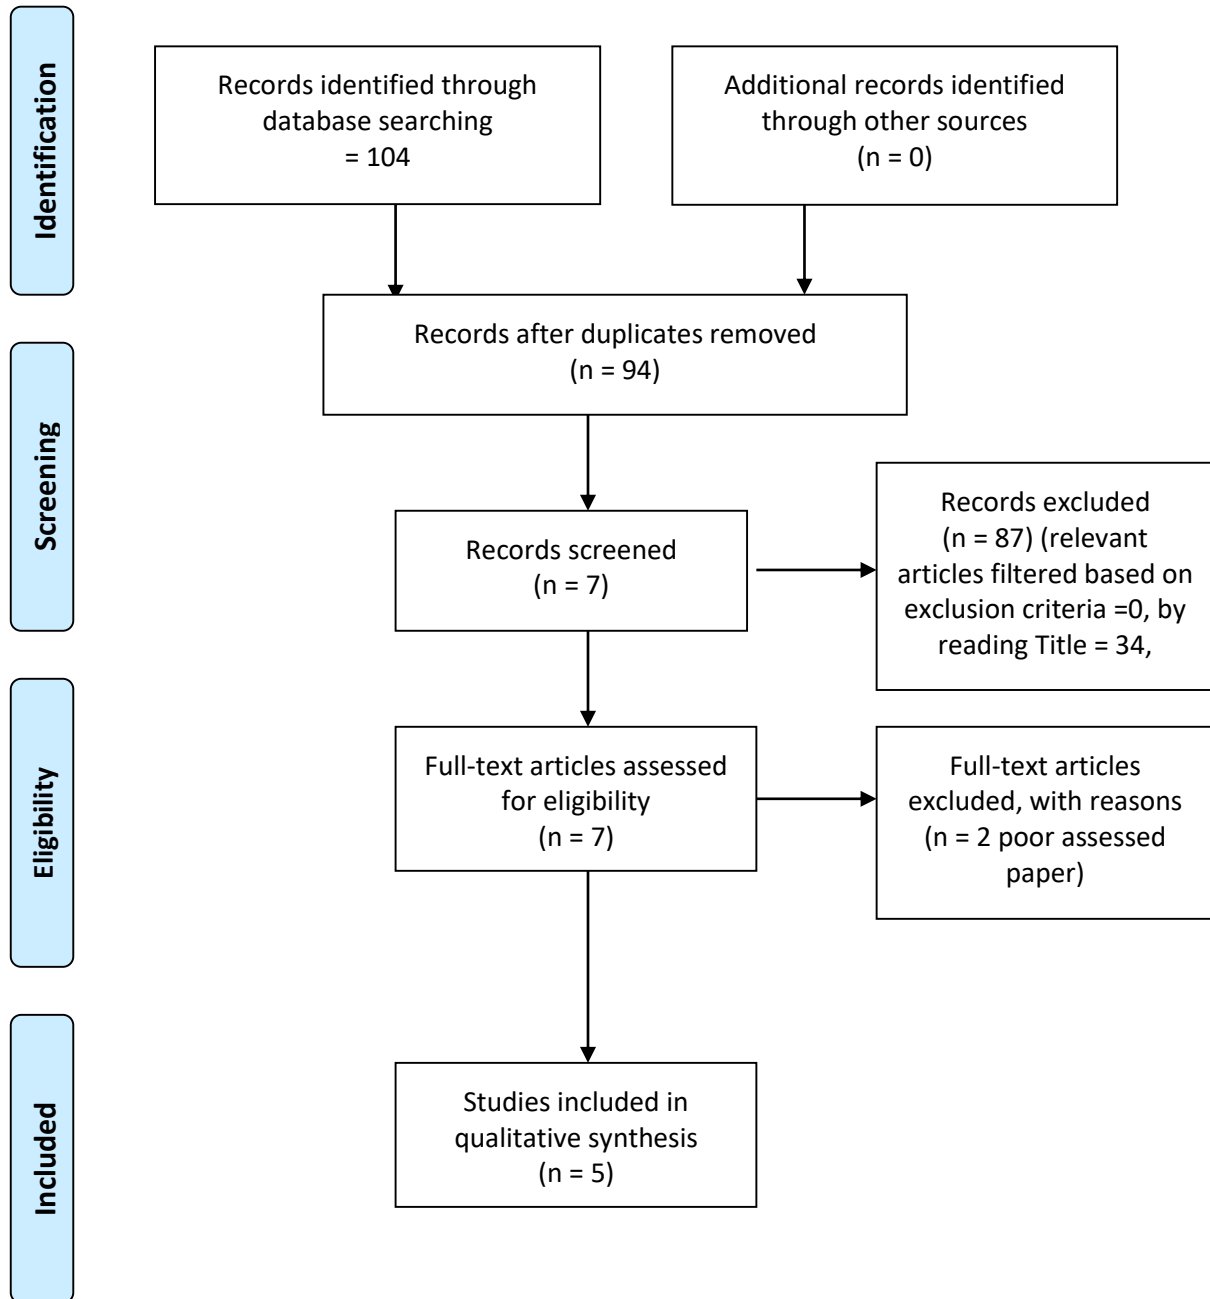 Identification
Records identified through
database searching
= 104
Additional records identified
through other sources
(n = 0)
Records after duplicates removed
(n = 94)
Screening
Records screened
(n = 7)
Records excluded
(n = 87) (relevant
articles filtered based on
exclusion criteria =0, by
reading Title = 34,
Eligibility
Full-text articles assessed
for eligibility
(n = 7)
Full-text articles
excluded, with reasons
(n = 2 poor assessed
paper)
Included
Studies included in
qualitative synthesis
(n = 5)